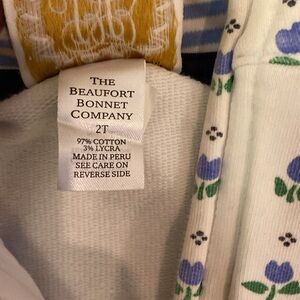 THE
BEAUFORT
BONNET
COMPANY
2T
97% COTTON
3% LYCRA
MADE IN PERU
SEE CARE ON
REVERSE SIDE